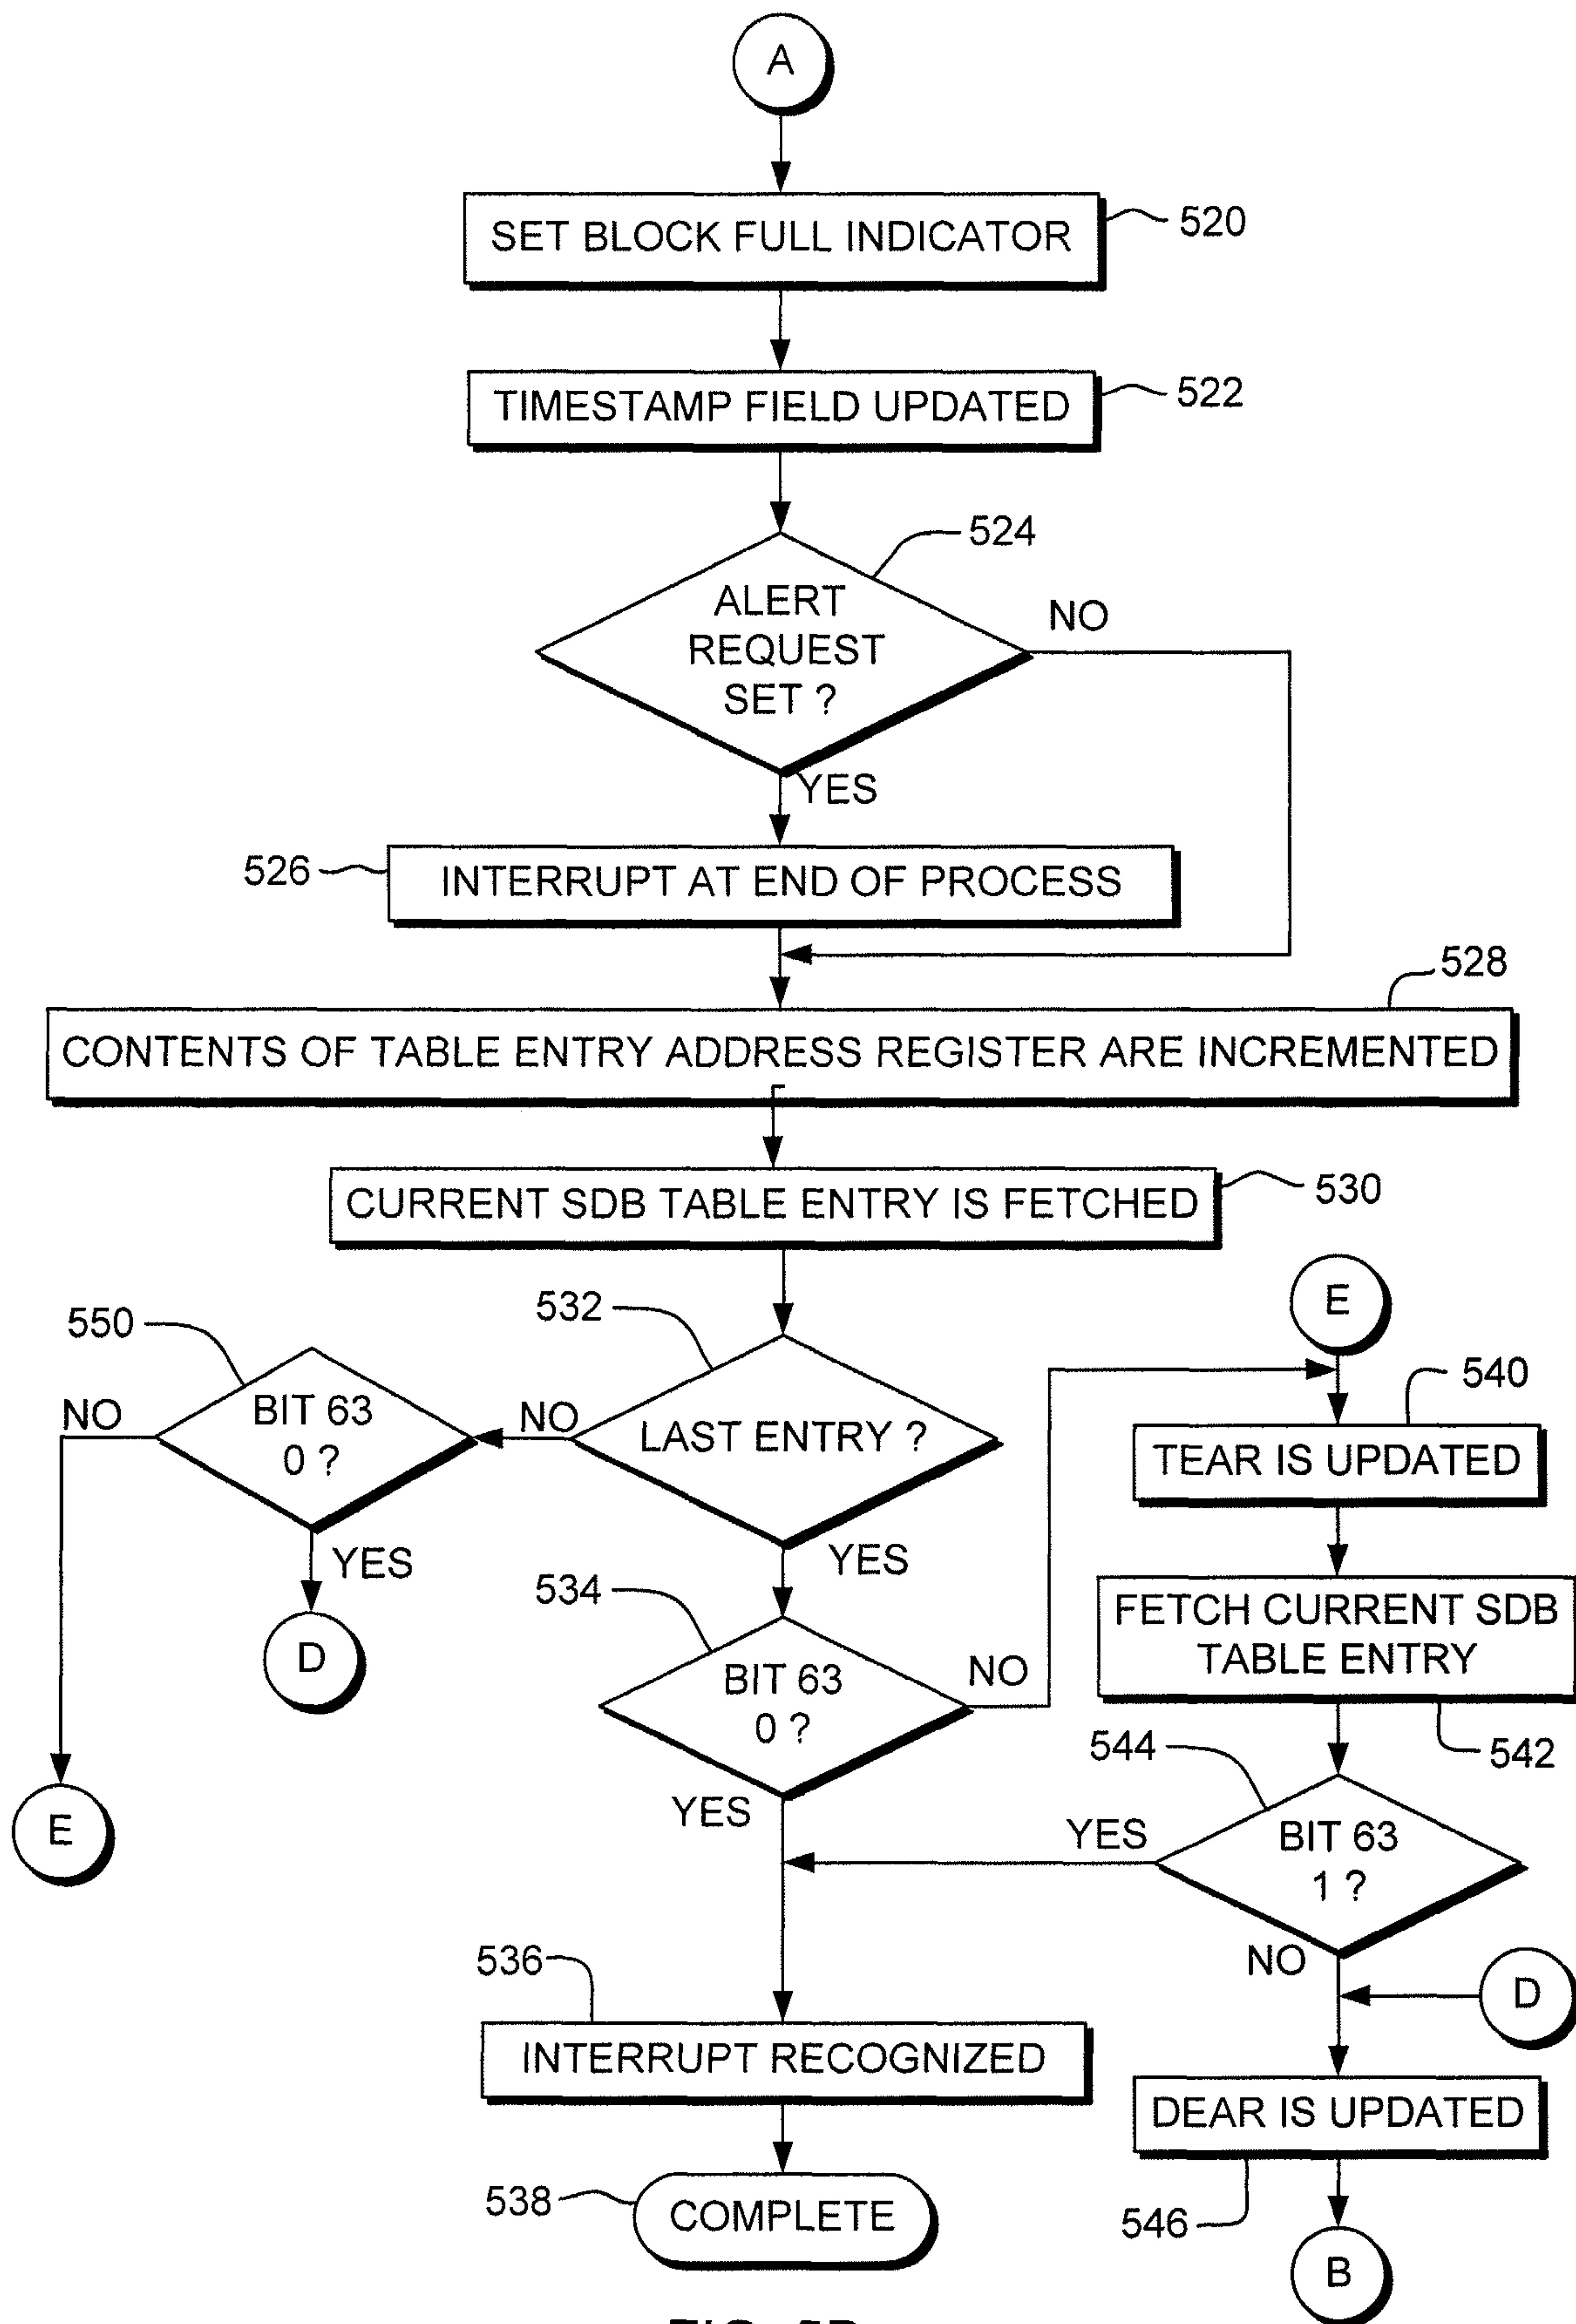 A
SET BLOCK FULL INDICATOR
520
TIMESTAMP FIELD UPDATED
522
524
ALERT
REQUEST
SET ?
NO
YES
526
INTERRUPT AT END OF PROCESS
528
CONTENTS OF TABLE ENTRY ADDRESS REGISTER ARE INCREMENTED
CURRENT SDB TABLE ENTRY IS FETCHED
530
E
532
550
540
NO
BIT 63
0 ?
NO
LAST ENTRY ?
TEAR IS UPDATED
YES
YES
534
D
FETCH CURRENT SDB
TABLE ENTRY
BIT 63
0 ?
NO
542
544
E
YES
YES
BIT 63
1 ?
NO
536
D
INTERRUPT RECOGNIZED
DEAR IS UPDATED
538
COMPLETE
546
B